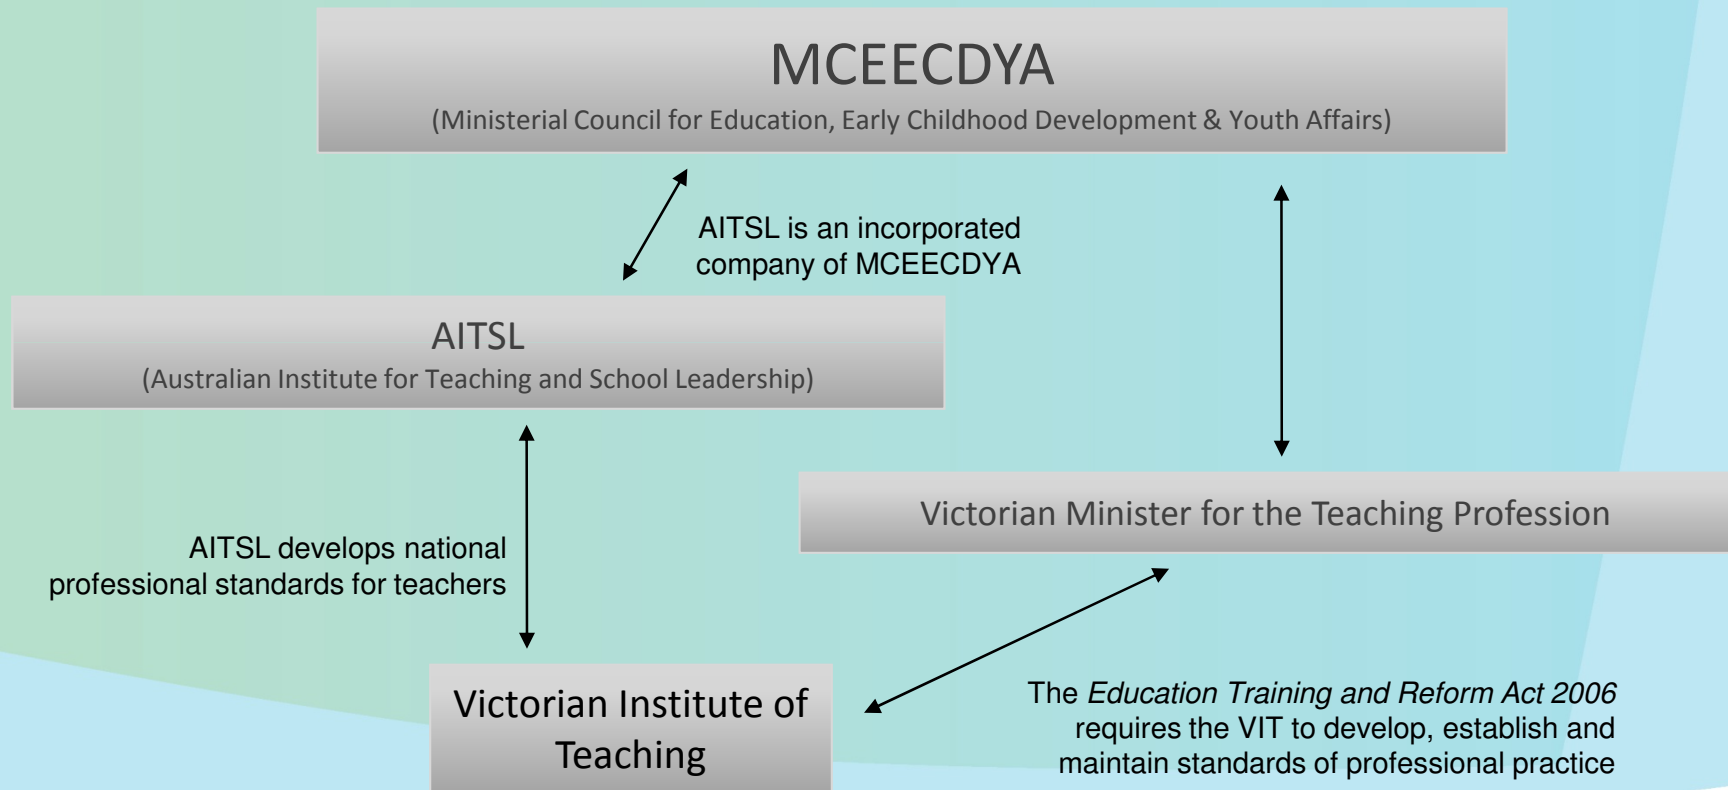 MCEECDYA
(Ministerial Council for Education, Early Childhood Development & Youth Affairs)
AITSL is an incorporated
company of MCEECDYA
AITSL
(Australian Institute for Teaching and School Leadership)
Victorian Minister for the Teaching Profession
AITSL develops national
professional standards for teachers
Victorian Institute of
Teaching
The Education Training and Reform Act 2006
requires the VIT to develop, establish and
maintain standards of professional practice